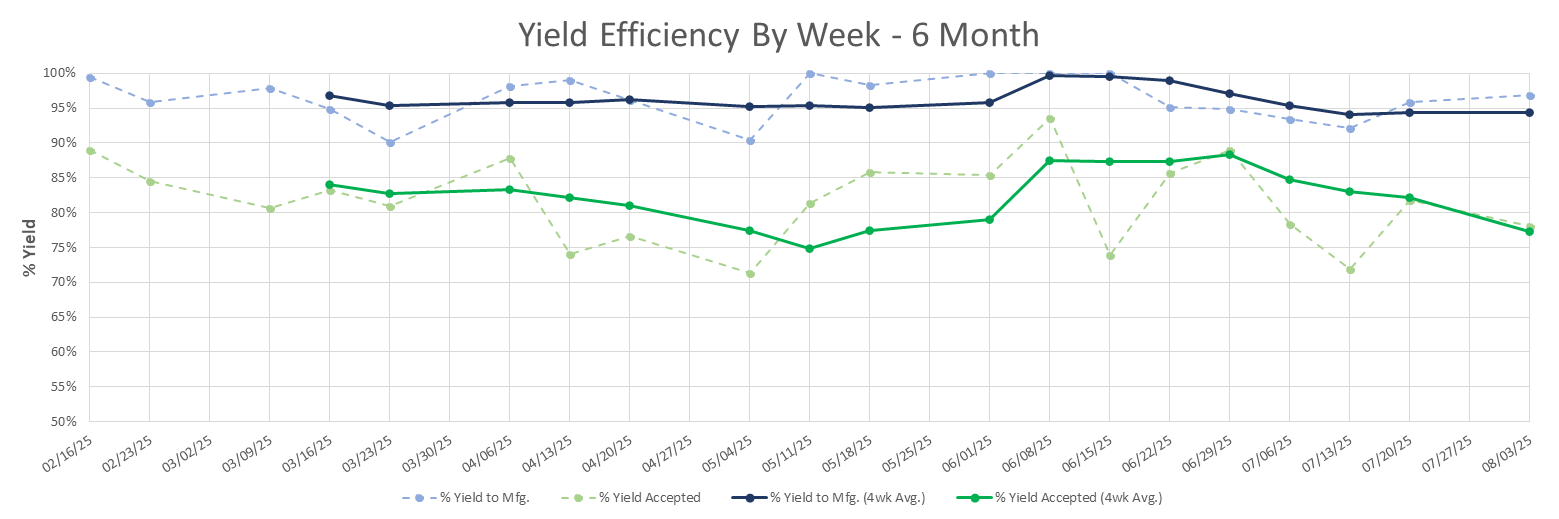 Yield Efficiency By Week - 6 Month
% Yield
100%
95%
90%
85%
80%
75%
70%
65%
60%
55%
50%
02/16/25 02/23/25 03/02/25 03/09/25 03/16/25 03/23/25 03/30/25 04/06/25 04/13/25 04/20/25 04/27/25 05/04/25 05/11/25 05/18/25 05/25/25 06/01/25 06/08/25 06/15/25 06/22/25 06/29/25 07/06/25 07/13/25 07/20/25 07/27/25 08/03/25
% Yield to Mfg. % Yield Accepted % Yield to Mfg. (4wk Avg.) % Yield Accepted (4wk Avg.)